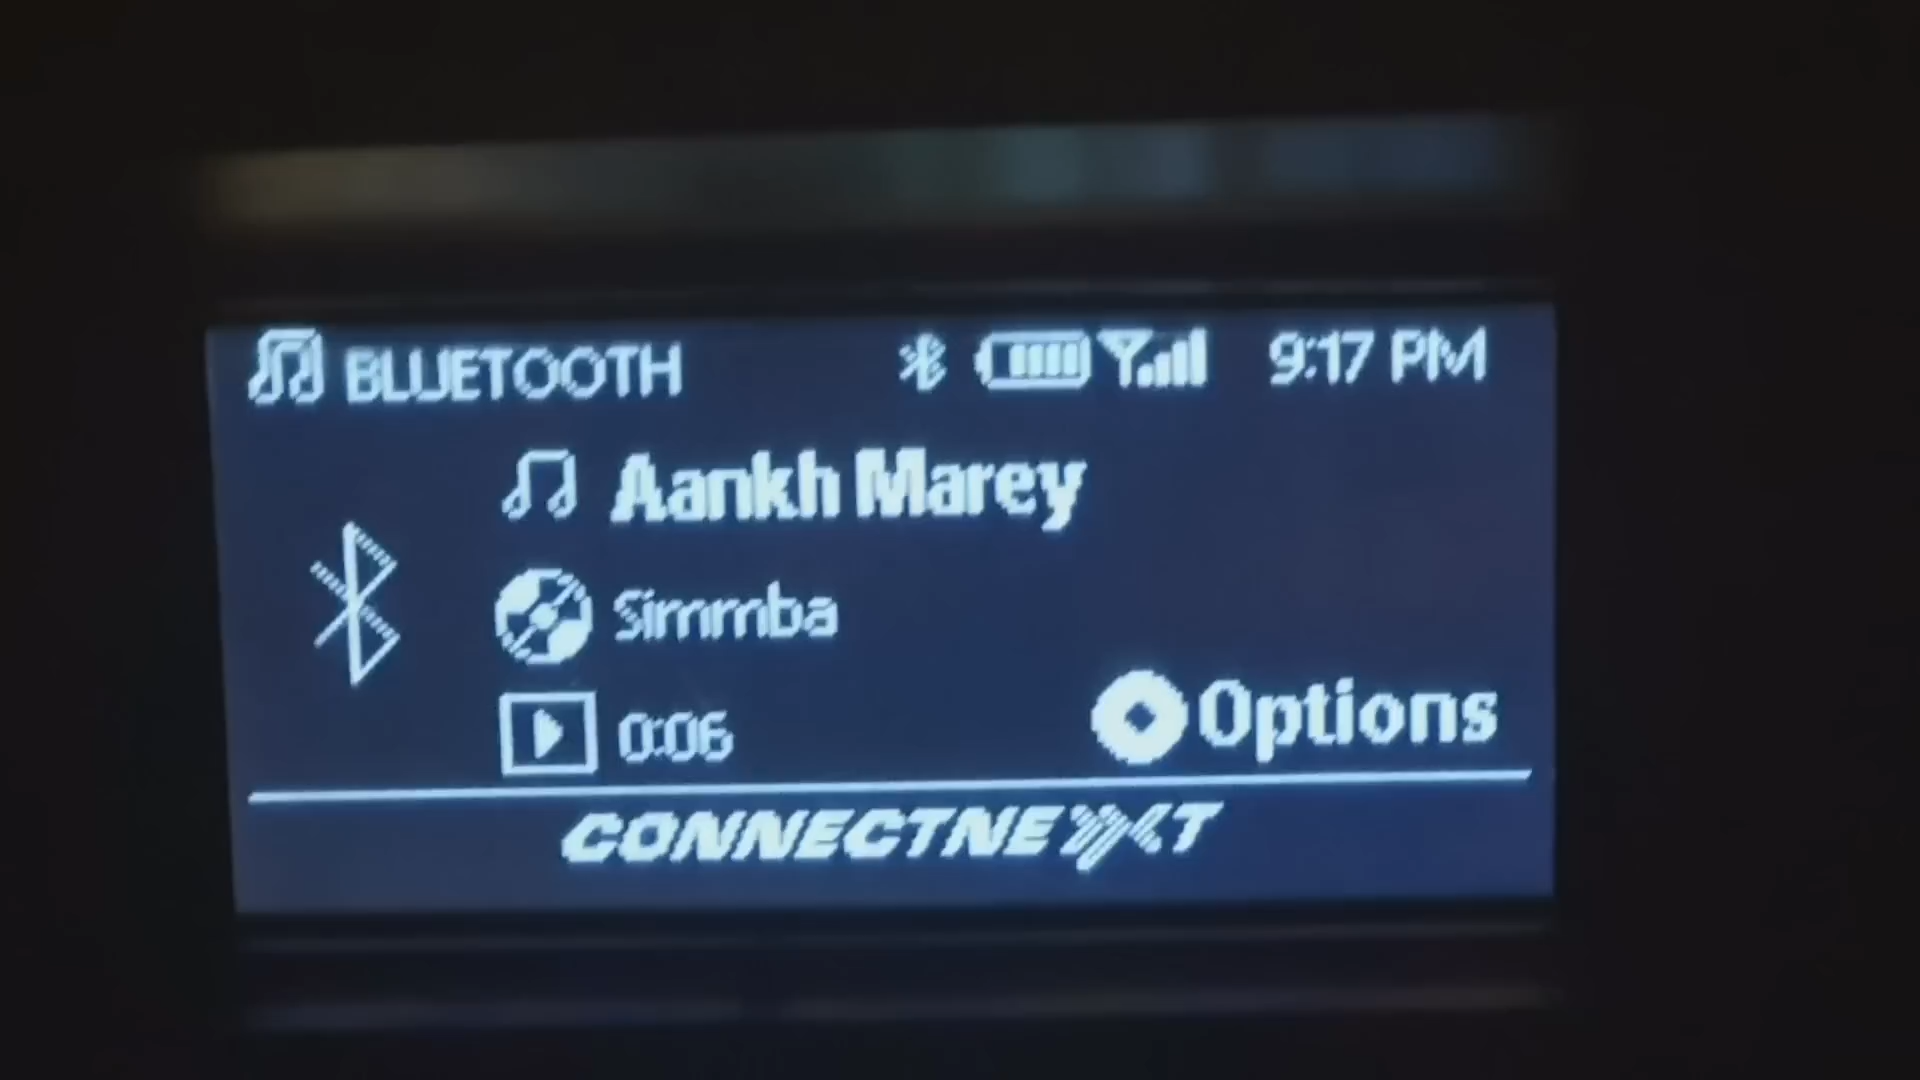 BLUETOOTH 9:17 PM
Aankh Marey
Simmba
0:06 Options
CONNECTNEXT